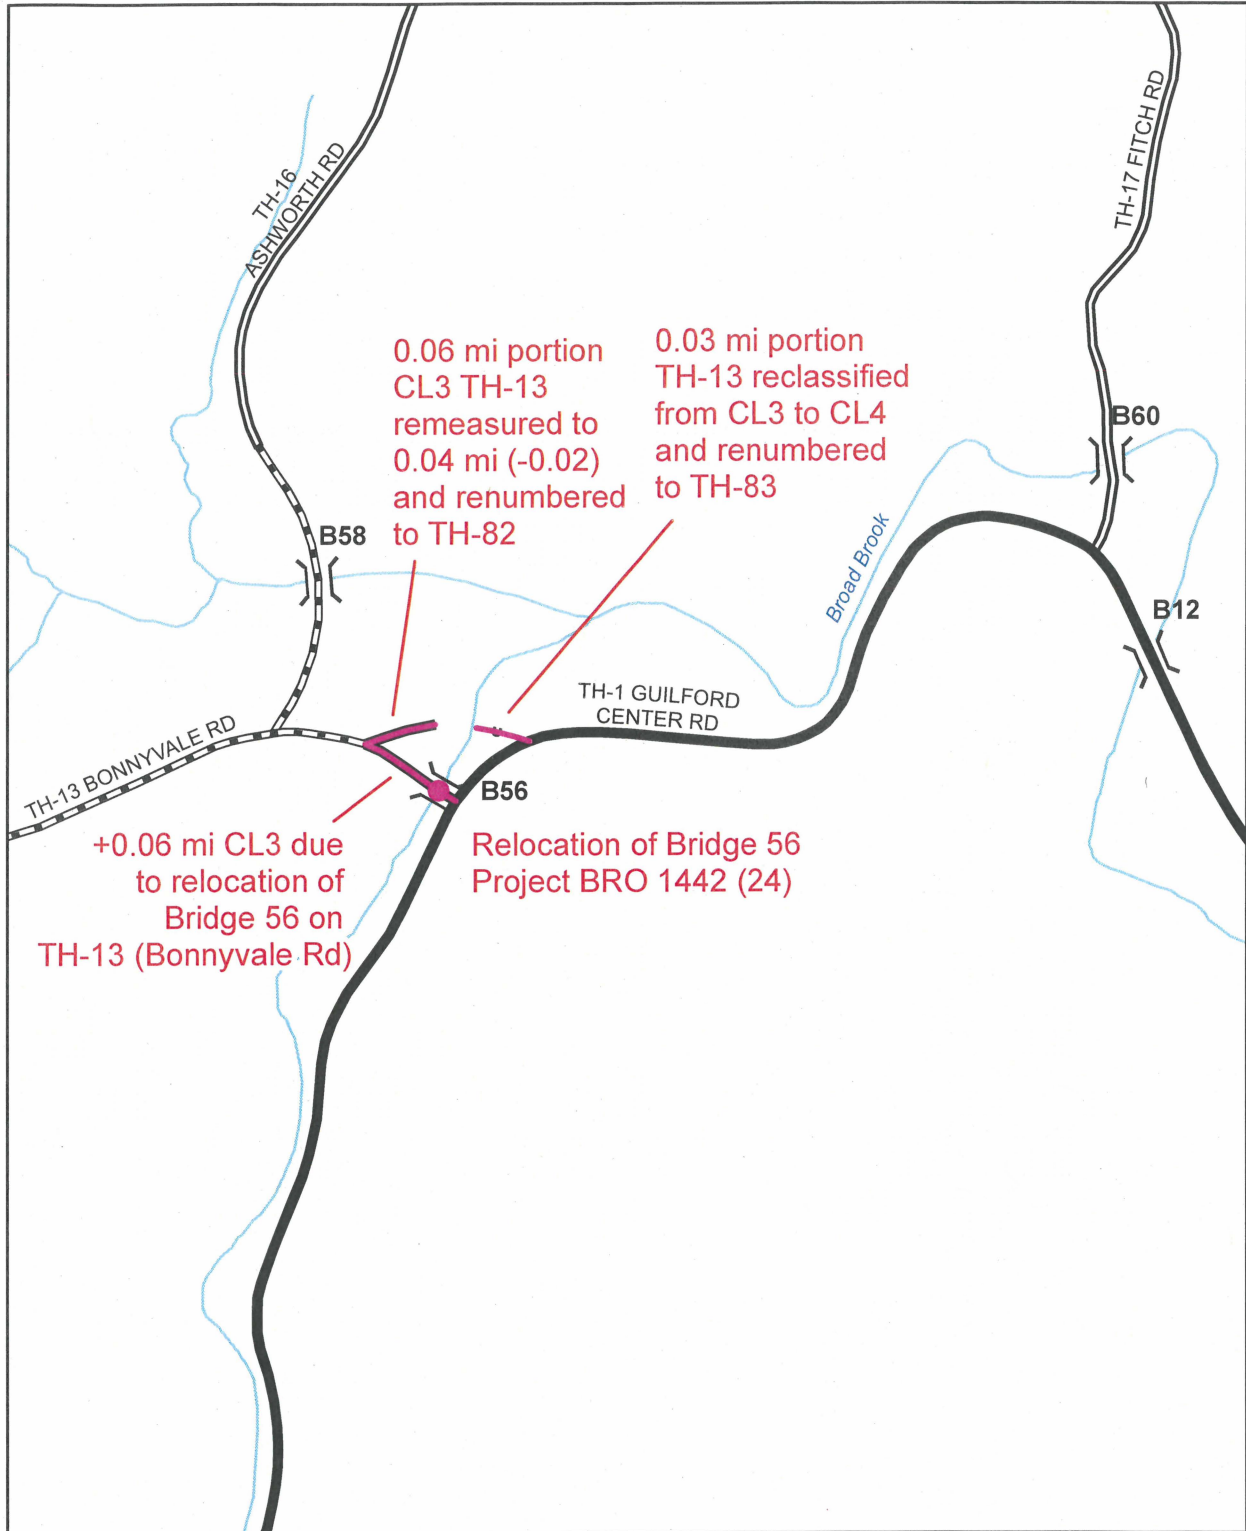 TH-16
ASHWORTH RD
TH-17 FITCH RD
0.06 mi portion
CL3 TH-13
remeasured to
0.04 mi (-0.02)
and renumbered
to TH-82
0.03 mi portion
TH-13 reclassified
from CL3 to CL4
and renumbered
to TH-83
B60
B58
Broad Brook
B12
TH-1 GUILFORD
CENTER RD
TH-13 BONNYVALE RD
B56
+0.06 mi CL3 due
to relocation of
Bridge 56 on
TH-13 (Bonnyvale Rd)
Relocation of Bridge 56
Project BRO 1442 (24)